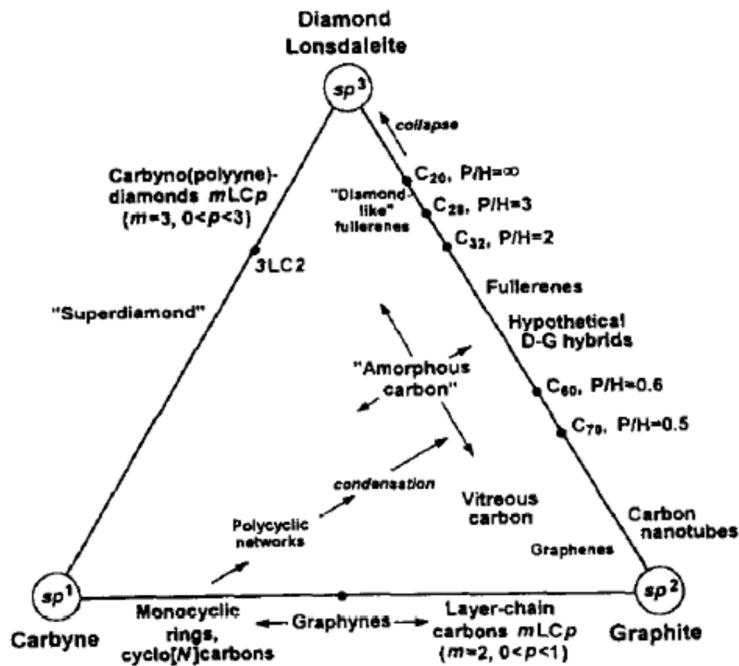 Diamond
Lonsdaleite
sp³
collapse
C₂₀, P/H=∞
Carbyno(polyyne)-
diamonds mLCp
(m=3, 0<p<3)
"Diamond-
like"
fullerenes
C₂₈, P/H=3
C₃₂, P/H=2
3LC2
Fullerenes
"Superdiamond"
Hypothetical
D-G hybrids
"Amorphous
carbon"
C₆₀, P/H=0.6
C₇₀, P/H=0.5
condensation
Vitreous
carbon
Polycyclic
networks
Carbon
nanotubes
Graphenes
sp¹
sp²
Carbyne
Monocyclic
rings,
cyclo[N]carbons
Graphynes
Layer-chain
carbons mLCp
(m=2, 0<p<1)
Graphite